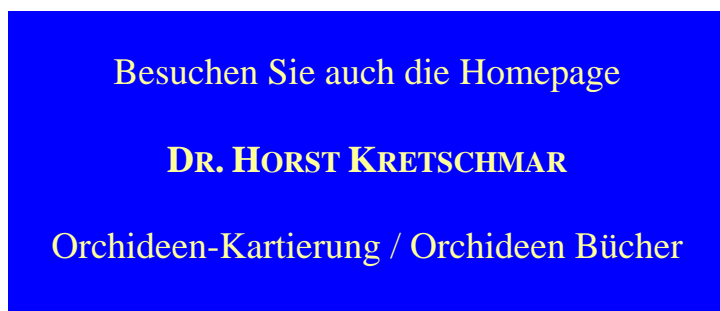 Besuchen Sie auch die Homepage
DR. HORST KRETSCHMAR
Orchideen-Kartierung / Orchideen Bücher